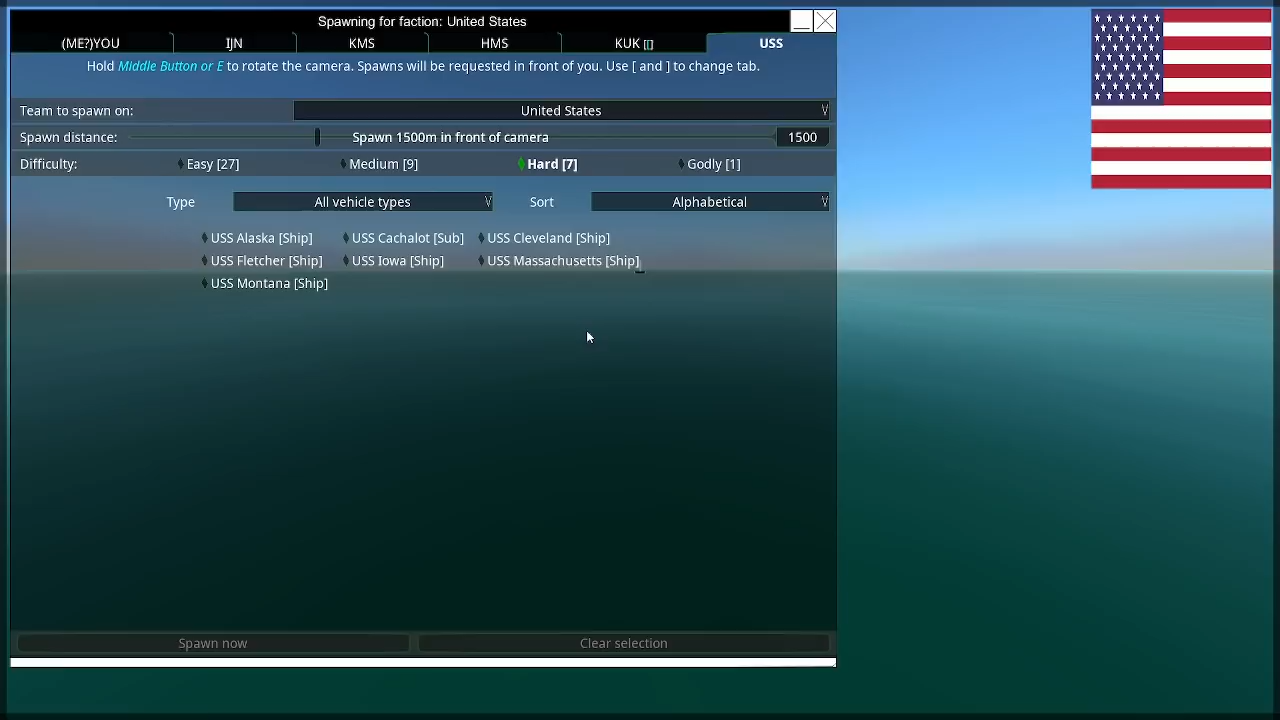 Spawning for faction: United States
(ME?)YOU IJN KMS HMS KUK [[] USS
Hold Middle Button or E to rotate the camera. Spawns will be requested in front of you. Use [ and ] to change tab.
Team to spawn on: United States
Spawn distance: Spawn 1500m in front of camera 1500
Difficulty: Easy [27] Medium [9] Hard [7] Godly [1]
Type All vehicle types Sort Alphabetical
USS Alaska [Ship] USS Cachalot [Sub] USS Cleveland [Ship]
USS Fletcher [Ship] USS Iowa [Ship] USS Massachusetts [Ship]
USS Montana [Ship]
Spawn now Clear selection